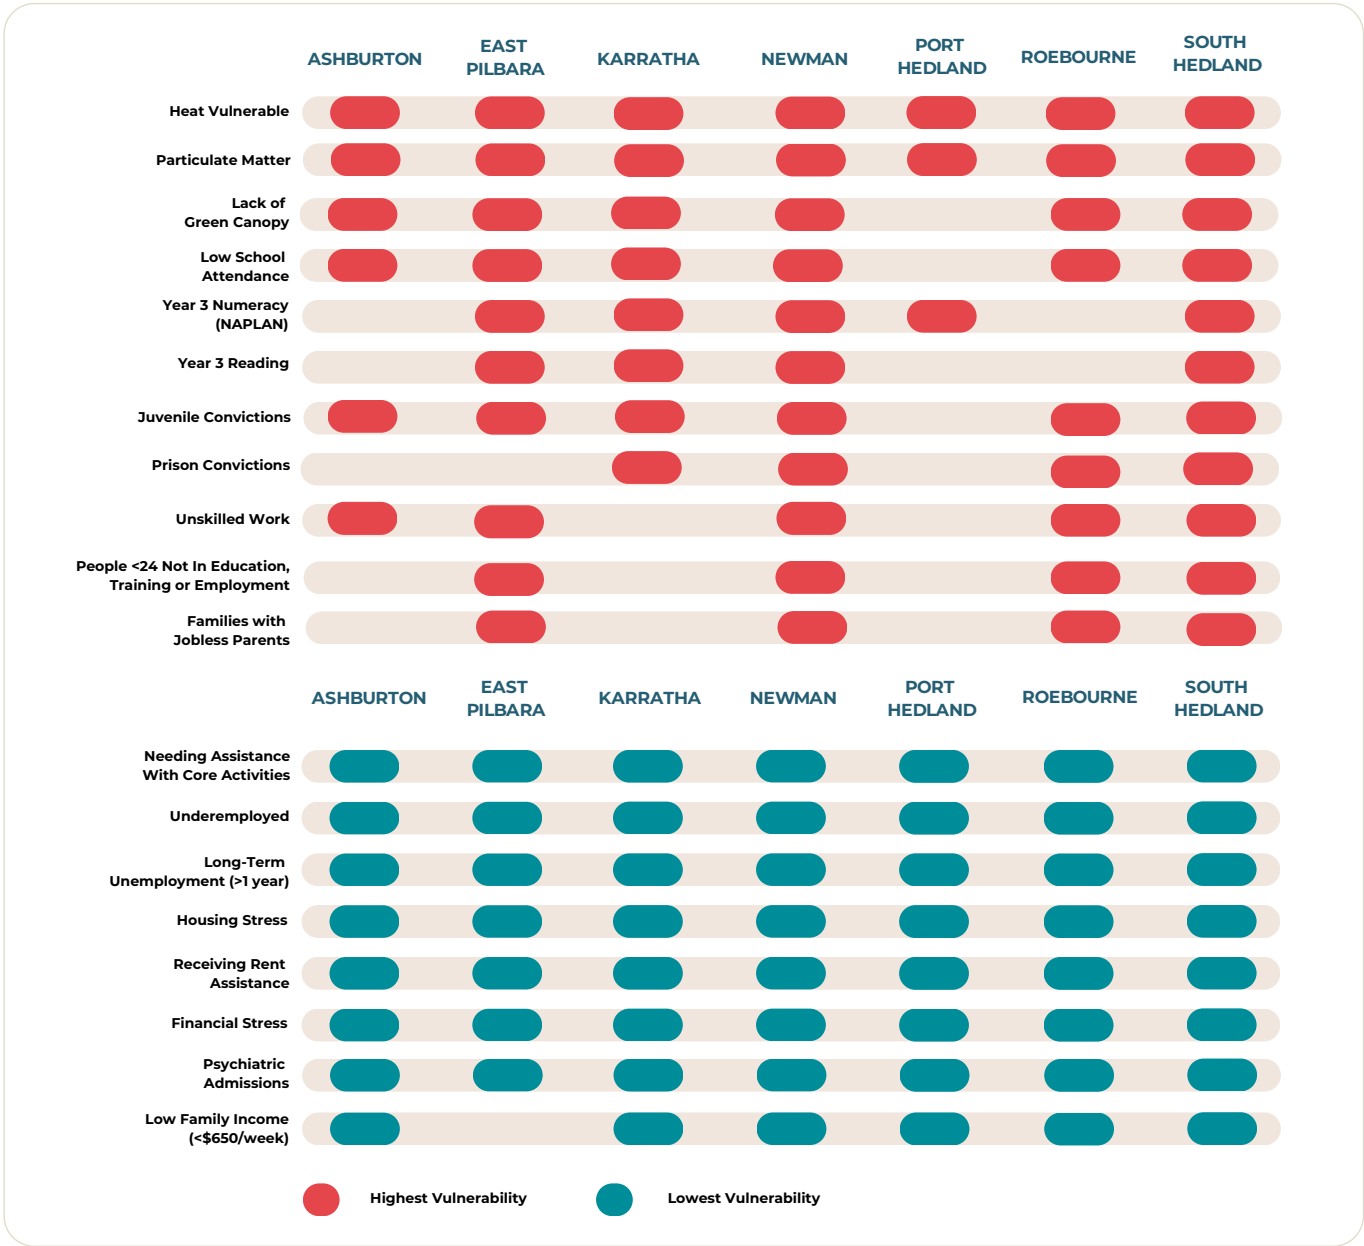 ASHBURTON
EAST
PILBARA
KARRATHA
NEWMAN
PORT
HEDLAND
ROEBOURNE
SOUTH
HEDLAND
Heat Vulnerable
Particulate Matter
Lack of
Green Canopy
Low School
Attendance
Year 3 Numeracy
(NAPLAN)
Year 3 Reading
Juvenile Convictions
Prison Convictions
Unskilled Work
People <24 Not In Education,
Training or Employment
Families with
Jobless Parents
ASHBURTON
EAST
PILBARA
KARRATHA
NEWMAN
PORT
HEDLAND
ROEBOURNE
SOUTH
HEDLAND
Needing Assistance
With Core Activities
Underemployed
Long-Term
Unemployment (>1 year)
Housing Stress
Receiving Rent
Assistance
Financial Stress
Psychiatric
Admissions
Low Family Income
(<$650/week)
Highest Vulnerability
Lowest Vulnerability